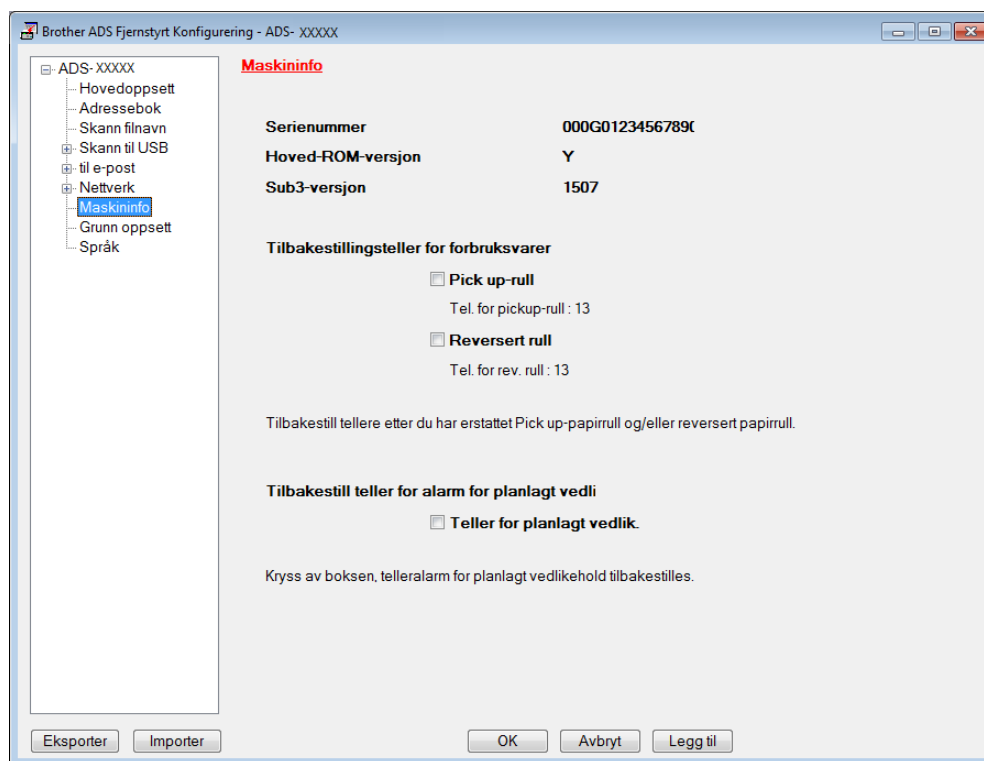 Brother ADS Fjernstyrt Konfigurering - ADS- XXXXX
ADS- XXXXX
Hovedoppsett
Adressebok
Skann filnavn
Skann til USB
til e-post
Nettverk
Maskininfo
Grunn oppsett
Språk
Maskininfo
Serienummer 000G0123456789(
Hoved-ROM-versjon Y
Sub3-versjon 1507
Tilbakestillingsteller for forbruksvarer
Pick up-rull
Tel. for pickup-rull : 13
Reversert rull
Tel. for rev. rull : 13
Tilbakestill tellere etter du har erstattet Pick up-papirrull og/eller reversert papirrull.
Tilbakestill teller for alarm for planlagt vedli
Teller for planlagt vedlik.
Kryss av boksen, telleralarm for planlagt vedlikehold tilbakestilles.
Eksporter Importer OK Avbryt Legg til